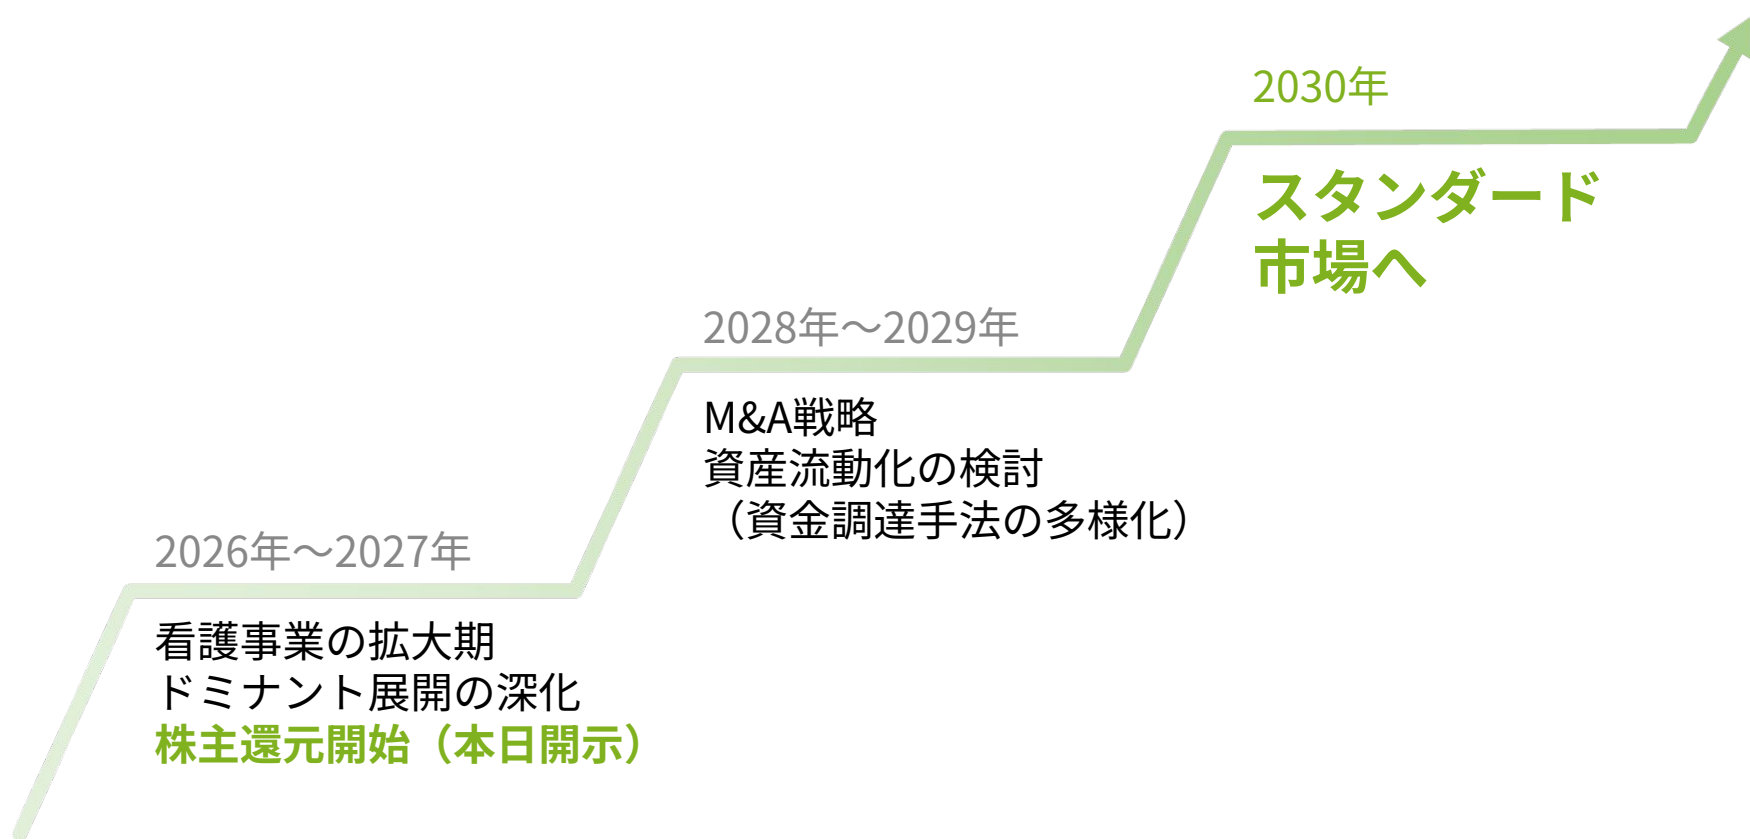 2030年
スタンダード
市場へ
2028年～2029年
M&A戦略
資産流動化の検討
（資金調達手法の多様化）
2026年～2027年
看護事業の拡大期
ドミナント展開の深化
株主還元開始（本日開示）